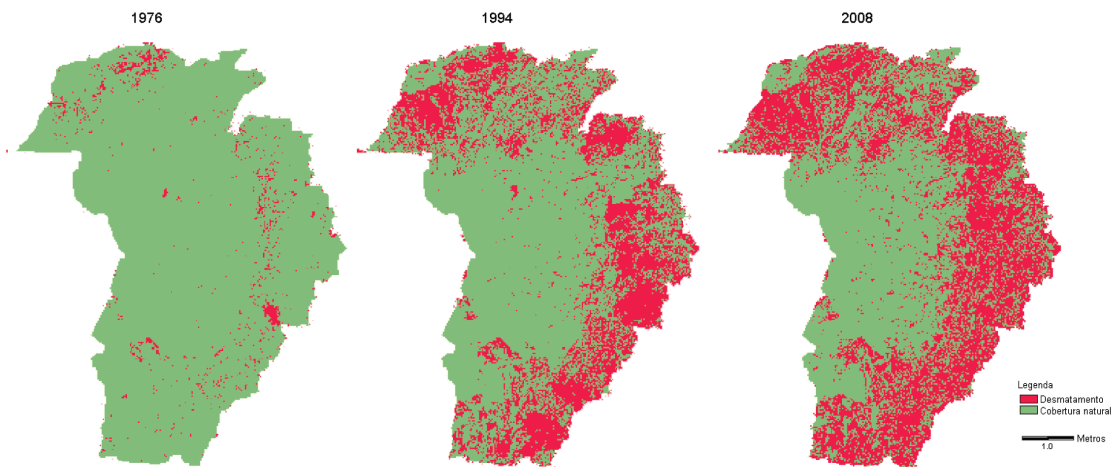 1976
1994
2008
Legenda
Desmatamento
Cobertura natural
Metros
1.0